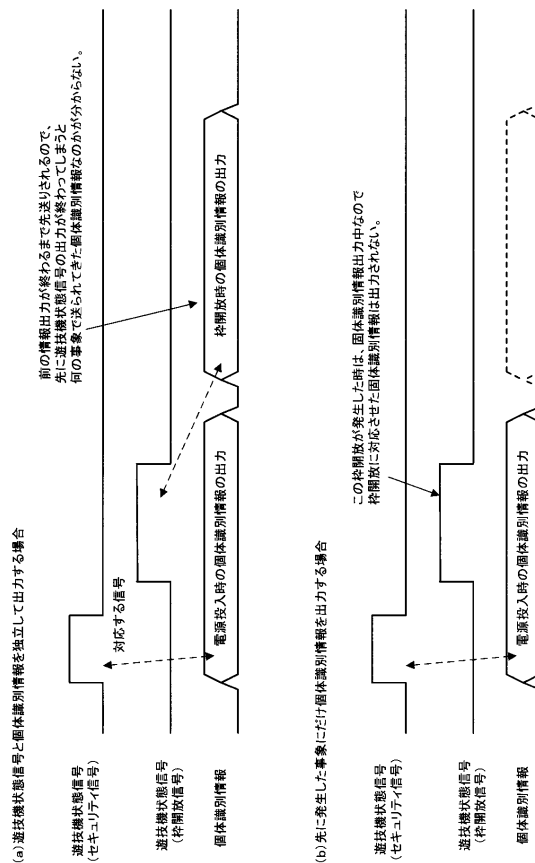 (a)遊技機状態信号と個体識別情報を独立して出力する場合
遊技機状態信号
(セキュリティ信号)
対応する信号
遊技機状態信号
(枠開放信号)
個体識別情報
電源投入時の個体識別情報の出力
枠開放時の個体識別情報の出力
前の情報出力が終わるまで先送りされるので、
先に遊技機状態信号の出力が終わってしまうと
何の事象で送られてきた個体識別情報なのかが分からない。
(b)先に発生した事象にだけ個体識別情報を出力する場合
遊技機状態信号
(セキュリティ信号)
遊技機状態信号
(枠開放信号)
この枠開放が発生した時は、固体識別情報出力中なので
枠開放に対応させた固体識別情報は出力されない。
個体識別情報
電源投入時の個体識別情報の出力